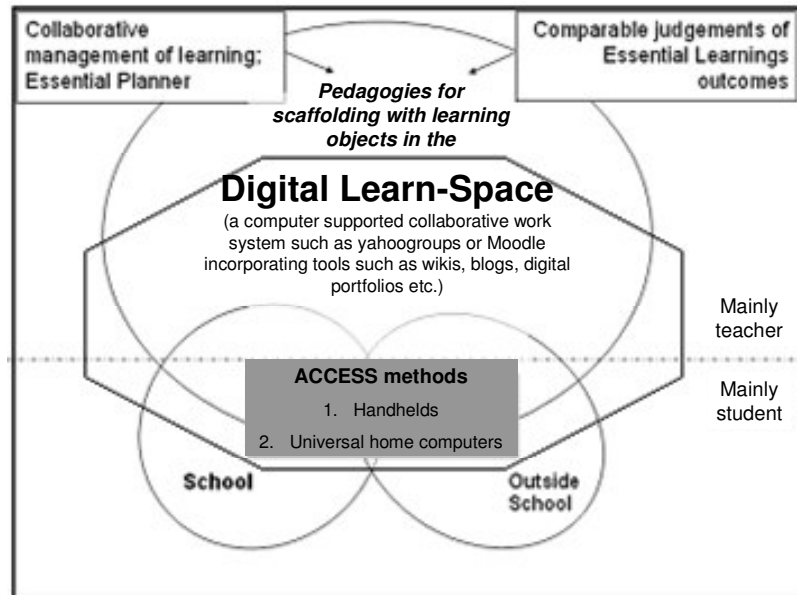 Collaborative
management of learning:
Essential Planner
Comparable judgements of
Essential Learnings
outcomes
Pedagogies for
scaffolding with learning
objects in the
Digital Learn-Space
(a computer supported collaborative work
system such as yahoogroups or Moodle
incorporating tools such as wikis, blogs, digital
portfolios etc.)
Mainly
teacher
ACCESS methods
1. Handhelds
2. Universal home computers
Mainly
student
School
Outside
School